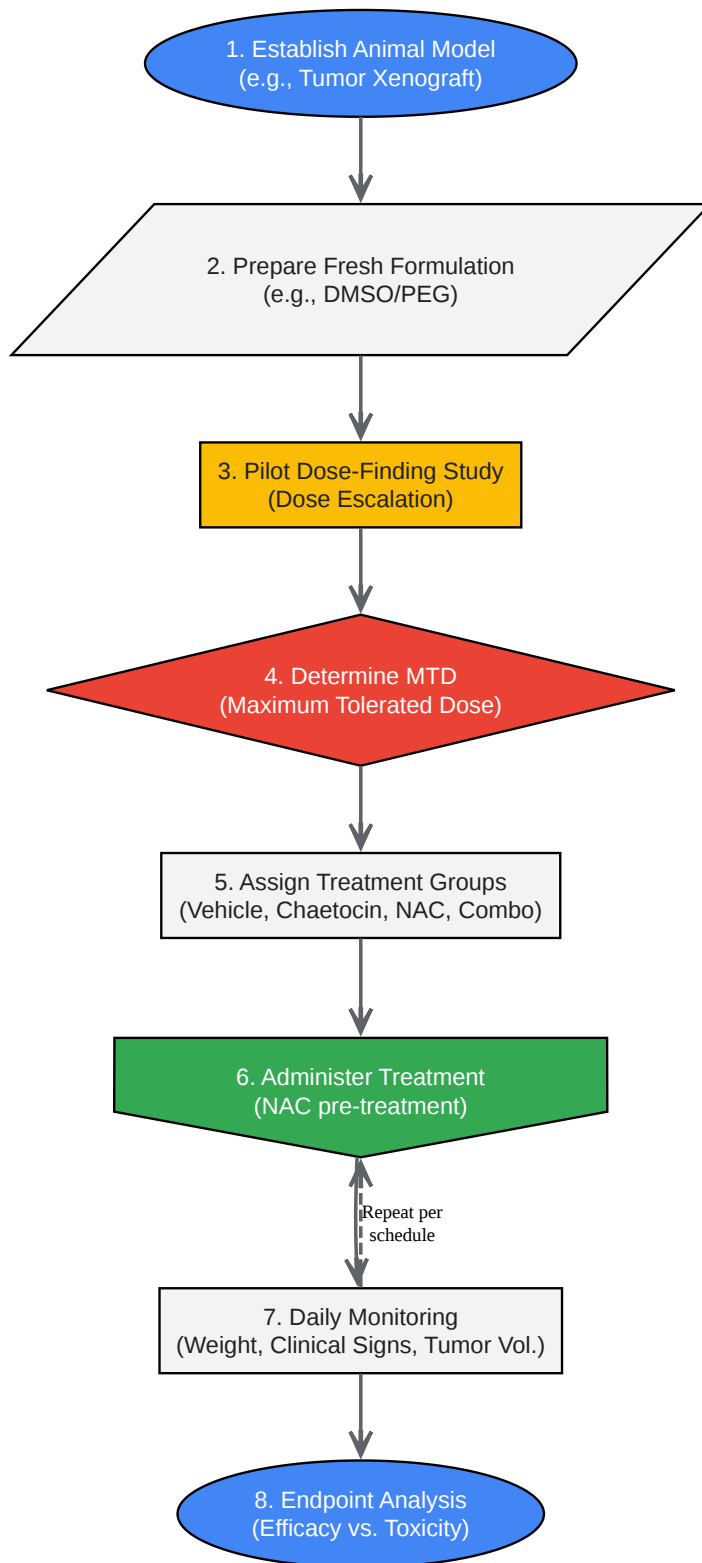 1. Establish Animal Model
(e.g., Tumor Xenograft)
2. Prepare Fresh Formulation
(e.g., DMSO/PEG)
3. Pilot Dose-Finding Study
(Dose Escalation)
4. Determine MTD
(Maximum Tolerated Dose)
5. Assign Treatment Groups
(Vehicle, Chaetocin, NAC, Combo)
6. Administer Treatment
(NAC pre-treatment)
Repeat per
schedule
7. Daily Monitoring
(Weight, Clinical Signs, Tumor Vol.)
8. Endpoint Analysis
(Efficacy vs. Toxicity)